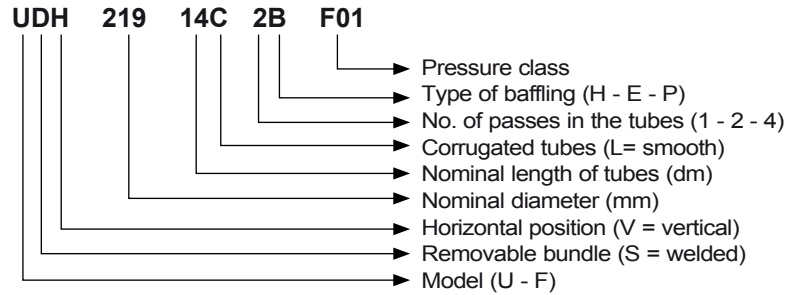 UDH 219 14C 2B F01
Pressure class
Type of baffling (H - E - P)
No. of passes in the tubes (1 - 2 - 4)
Corrugated tubes (L= smooth)
Nominal length of tubes (dm)
Nominal diameter (mm)
Horizontal position (V = vertical)
Removable bundle (S = welded)
Model (U - F)